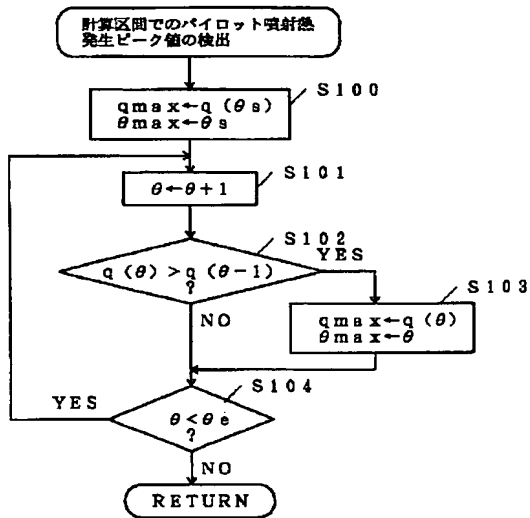 計算区間でのパイロット噴射熱
発生ピーク値の検出
S100
qmax←q(θs)
θmax←θs
S101
θ←θ+1
S102
YES
q(θ)>q(θ-1)
?
S103
qmax←q(θ)
θmax←θ
NO
S104
YES
θ<θe
?
NO
RETURN